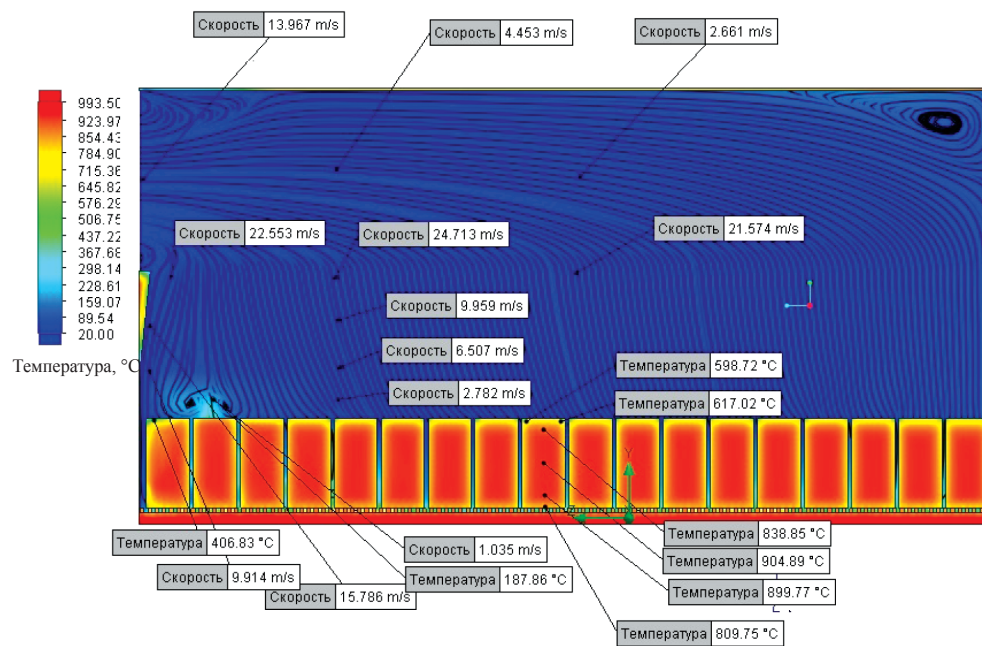 Скорость 13.967 m/s
Скорость 4.453 m/s
Скорость 2.661 m/s
993.50
923.97
854.43
784.90
715.36
645.82
576.29
506.75
437.22
367.68
298.14
228.61
159.07
89.54
20.00
Температура, °C
Скорость 22.553 m/s
Скорость 24.713 m/s
Скорость 21.574 m/s
Скорость 9.959 m/s
Скорость 6.507 m/s
Скорость 2.782 m/s
Температура 598.72 °C
Температура 617.02 °C
Y
Температура 406.83 °C
Скорость 9.914 m/s
Скорость 15.786 m/s
Скорость 1.035 m/s
Температура 187.86 °C
Температура 838.85 °C
Температура 904.89 °C
Температура 899.77 °C
Температура 809.75 °C